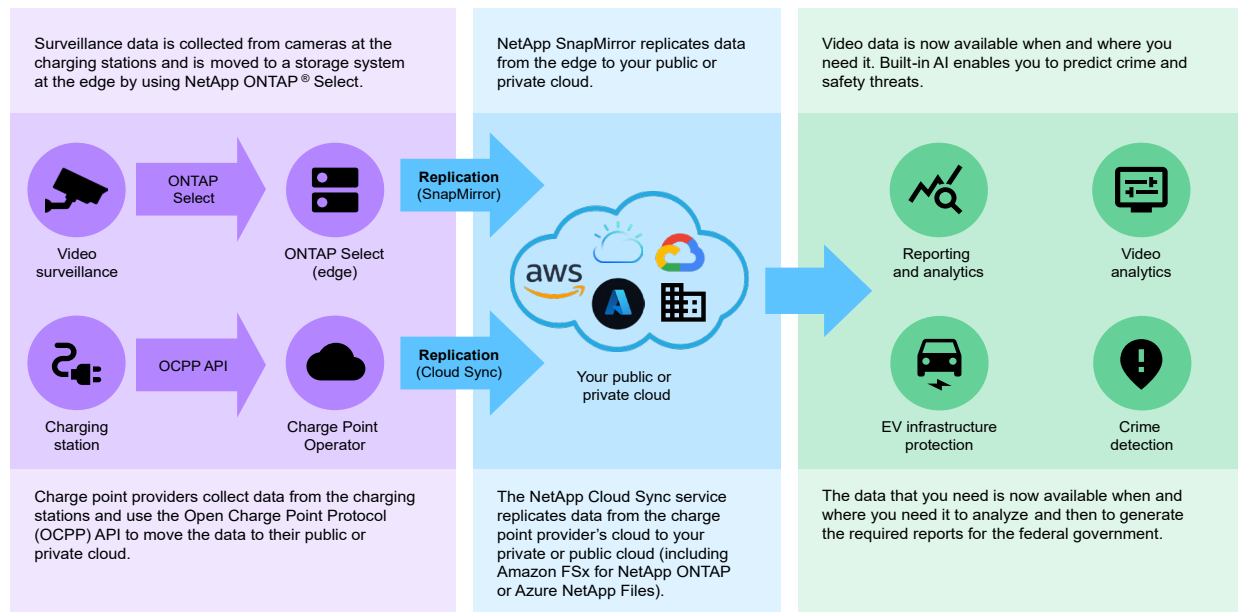 Surveillance data is collected from cameras at the
charging stations and is moved to a storage system
at the edge by using NetApp ONTAP® Select.
NetApp SnapMirror replicates data
from the edge to your public or
private cloud.
Video data is now available when and where you
need it. Built-in AI enables you to predict crime and
safety threats.
ONTAP
Select
Video
surveillance
ONTAP Select
(edge)
Replication
(SnapMirror)
OCPP API
Charging
station
Charge Point
Operator
Replication
(Cloud Sync)
aws
Your public or
private cloud
Reporting
and analytics
Video
analytics
EV infrastructure
protection
Crime
detection
Charge point providers collect data from the charging
stations and use the Open Charge Point Protocol
(OCPP) API to move the data to their public or
private cloud.
The NetApp Cloud Sync service
replicates data from the charge
point provider’s cloud to your
private or public cloud (including
Amazon FSx for NetApp ONTAP
or Azure NetApp Files).
The data that you need is now available when and
where you need it to analyze and then to generate
the required reports for the federal government.